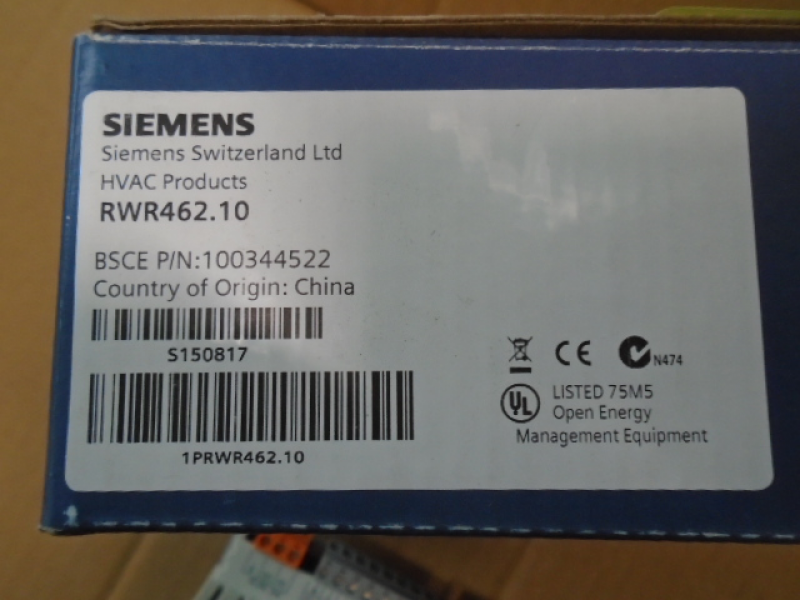 SIEMENS
Siemens Switzerland Ltd
HVAC Products
RWR462.10
BSCE P/N:100344522
Country of Origin: China
S150817
1PRWR462.10
CE
N474
UL
LISTED 75M5
Open Energy
Management Equipment